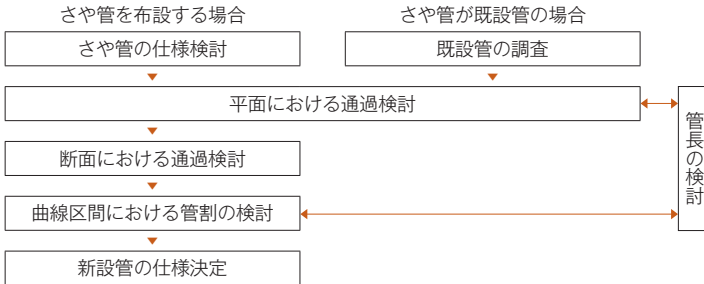 さや管を布設する場合
さや管が既設管の場合
さや管の仕様検討
既設管の調査
平面における通過検討
管長の検討
断面における通過検討
曲線区間における管割の検討
新設管の仕様決定